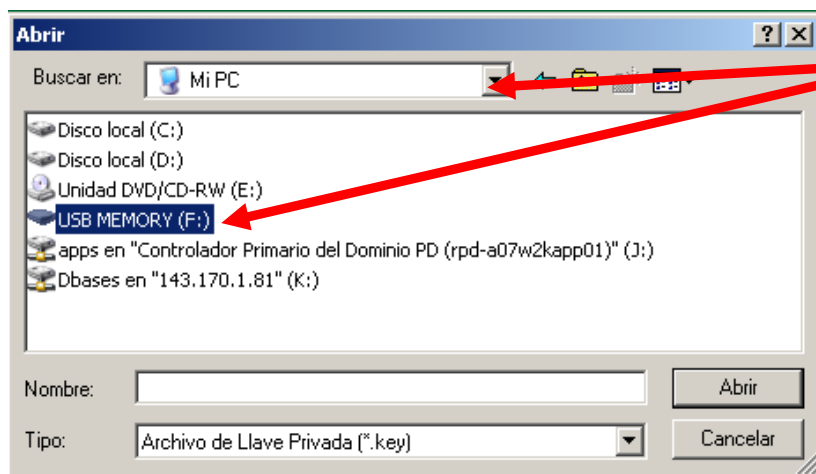 Abrir
Buscar en: Mi PC
Disco local (C:)
Disco local (D:)
Unidad DVD/CD-RW (E:)
USB MEMORY (F:)
apps en "Controlador Primario del Dominio PD (rpd-a07w2kapp01)" (J:)
Dbases en "143.170.1.81" (K:)
Nombre: Abrir
Tipo: Archivo de Llave Privada (*.key) Cancelar